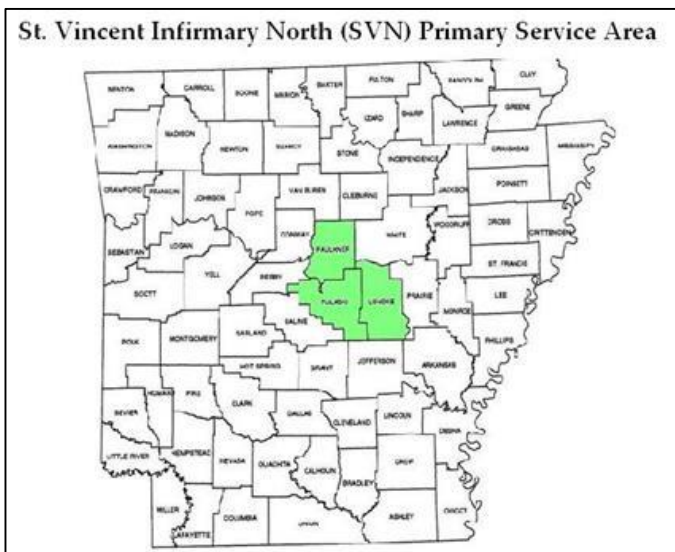 St. Vincent Infirmary North (SVN) Primary Service Area
BENTON CARROLL BOONE MARION BAXTER FULTON RANDOLPH CLAY
IZARD SHARP GREENE
LAWRENCE
WASHINGTON MADISON NEWTON SEARCY STONE INDEPENDENCE CRAIGHEAD MISSISSIPPI
CRAWFORD FRANKLIN JOHNSON VAN BUREN CLEBURNE JACKSON POINSETT
POPE
CONWAY FAULKNER WHITE WOODRUFF CROSS CRITTENDEN
SEBASTIAN LOGAN
ST. FRANCIS
SCOTT YELL PERRY PULASKI LONOKE PRAIRIE LEE
MONROE
SALINE
POLK MONTGOMERY GARLAND PHILLIPS
HOT SPRING GRANT JEFFERSON ARKANSAS
HOWARD PIKE
SEVIER CLARK DALLAS CLEVELAND LINCOLN
DESHA
LITTLE RIVER HEMPSTEAD NEVADA OUACHITA CALHOUN DREW
BRADLEY
MILLER LAFAYETTE COLUMBIA UNION ASHLEY